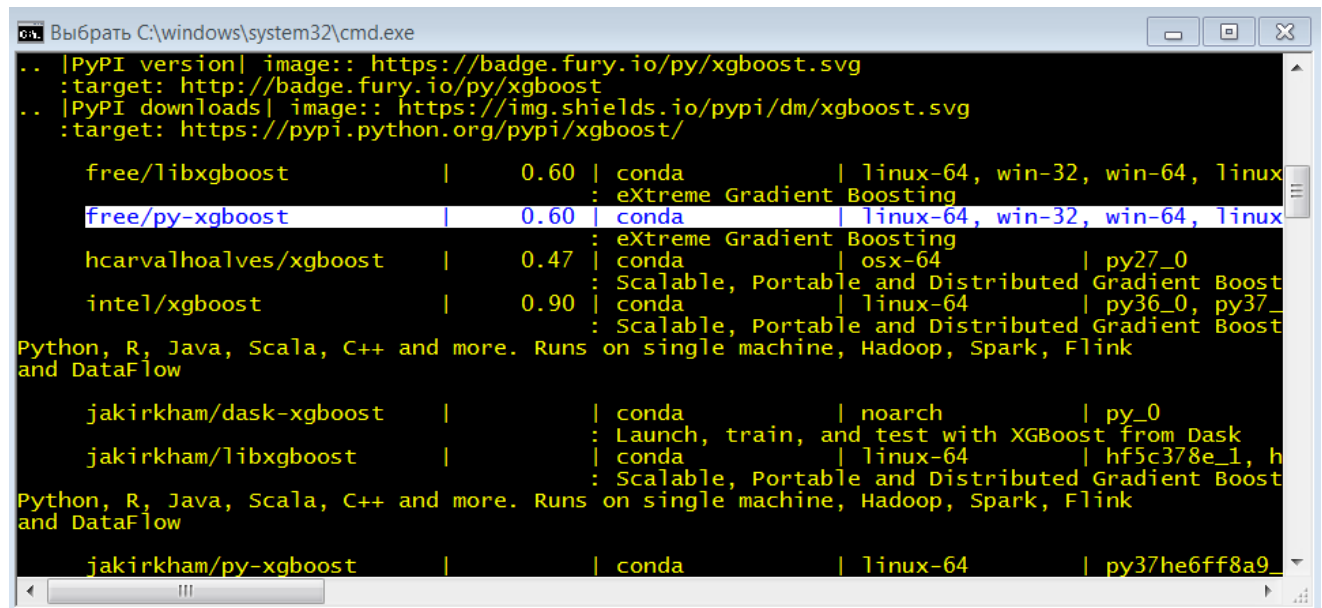 Выбрать C:\windows\system32\cmd.exe
.. |PyPI version| image:: https://badge.fury.io/py/xgboost.svg
   :target: http://badge.fury.io/py/xgboost
.. |PyPI downloads| image:: https://img.shields.io/pypi/dm/xgboost.svg
   :target: https://pypi.python.org/pypi/xgboost/
     free/libxgboost           |     0.60 | conda           | linux-64, win-32, win-64, linux
                                          : eXtreme Gradient Boosting
     free/py-xgboost           |     0.60 | conda           | linux-64, win-32, win-64, linux
                                          : eXtreme Gradient Boosting
     hcarvalhoalves/xgboost    |     0.47 | conda           | osx-64          | py27_0
                                          : Scalable, Portable and Distributed Gradient Boost
     intel/xgboost             |     0.90 | conda           | linux-64        | py36_0, py37_
                                          : Scalable, Portable and Distributed Gradient Boost
Python, R, Java, Scala, C++ and more. Runs on single machine, Hadoop, Spark, Flink
and DataFlow
     jakirkham/dask-xgboost    |          | conda           | noarch          | py_0
                                          : Launch, train, and test with XGBoost from Dask
     jakirkham/libxgboost      |          | conda           | linux-64        | hf5c378e_1, h
                                          : Scalable, Portable and Distributed Gradient Boost
Python, R, Java, Scala, C++ and more. Runs on single machine, Hadoop, Spark, Flink
and DataFlow
     jakirkham/py-xgboost      |          | conda           | linux-64        | py37he6ff8a9_